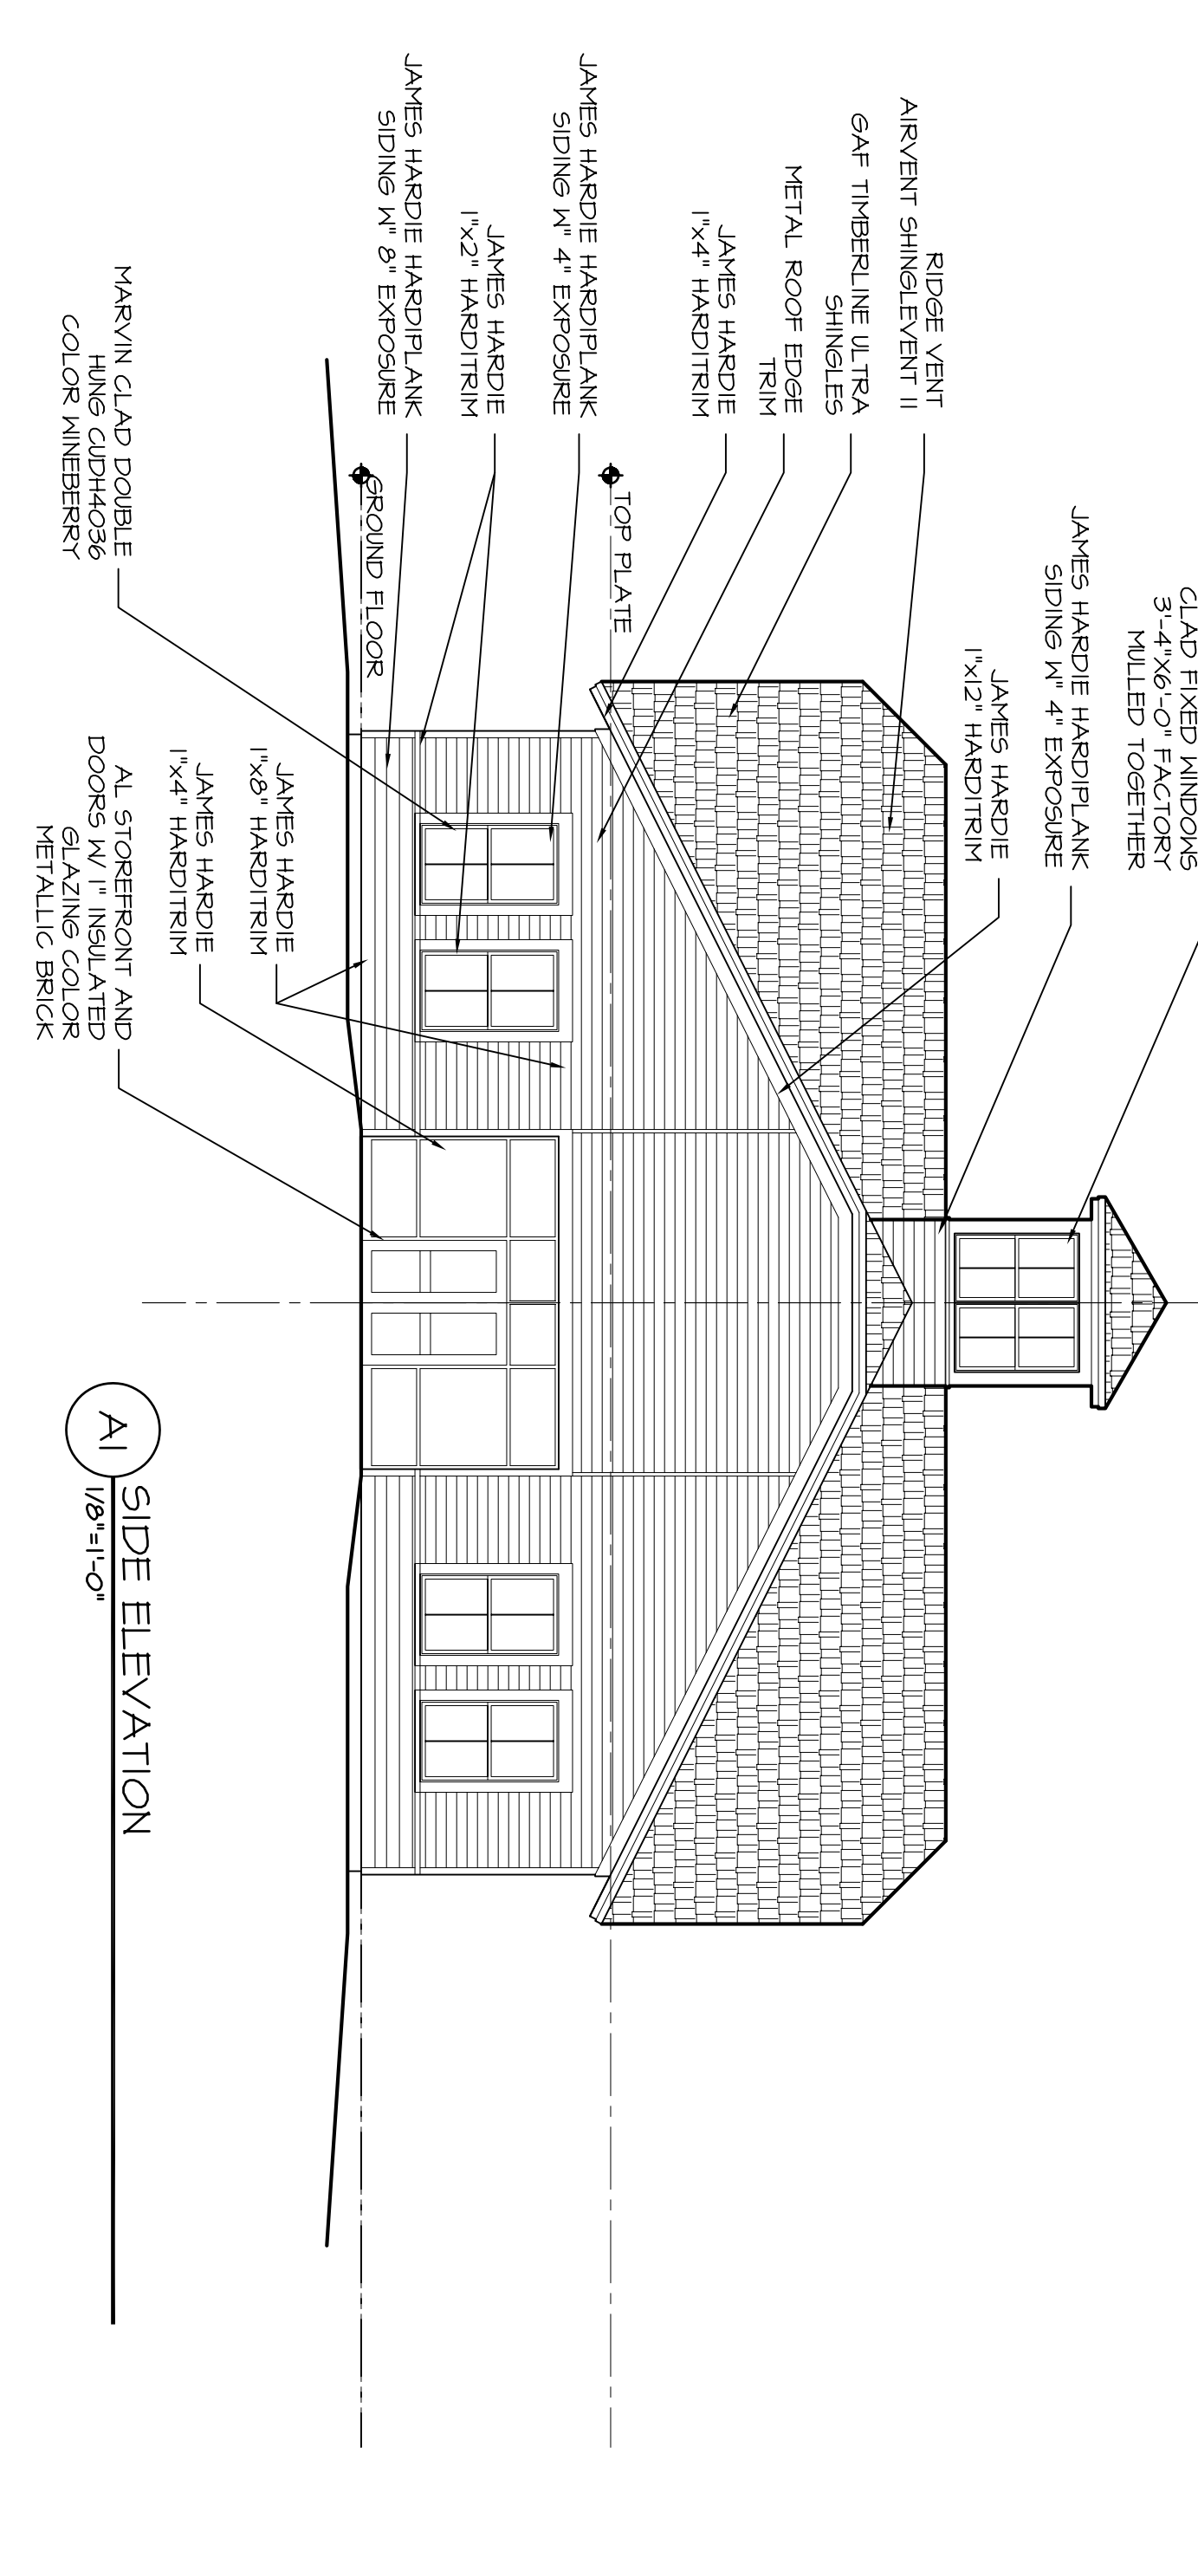 CLAD FIXED WINDOWS
3'-4"X6'-0" FACTORY
MULLED TOGETHER
JAMES HARDIE HARDIPLANK
SIDING W" 4" EXPOSURE
JAMES HARDIE
1"x12" HARDITRIM
RIDGE VENT
AIRVENT SHINGLEVENT II
GAF TIMBERLINE ULTRA
SHINGLES
METAL ROOF EDGE
TRIM
JAMES HARDIE
1"x4" HARDITRIM
TOP PLATE
JAMES HARDIE HARDIPLANK
SIDING W" 4" EXPOSURE
JAMES HARDIE
1"x2" HARDITRIM
JAMES HARDIE HARDIPLANK
SIDING W" 8" EXPOSURE
GROUND FLOOR
JAMES HARDIE
1"x8" HARDITRIM
JAMES HARDIE
1"x4" HARDITRIM
MARVIN CLAD DOUBLE
HUNG CUDH4036
COLOR WINEBERRY
AL STOREFRONT AND
DOORS W/ 1" INSULATED
GLAZING COLOR
METALLIC BRICK
A1
SIDE ELEVATION
1/8"=1'-0"